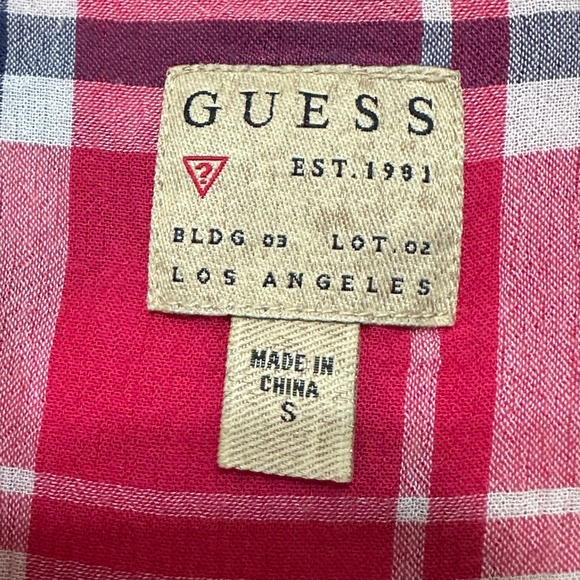 GUESS
?
EST.1981
BLDG 03 LOT.02
LOS ANGELES
MADE IN
CHINA
S